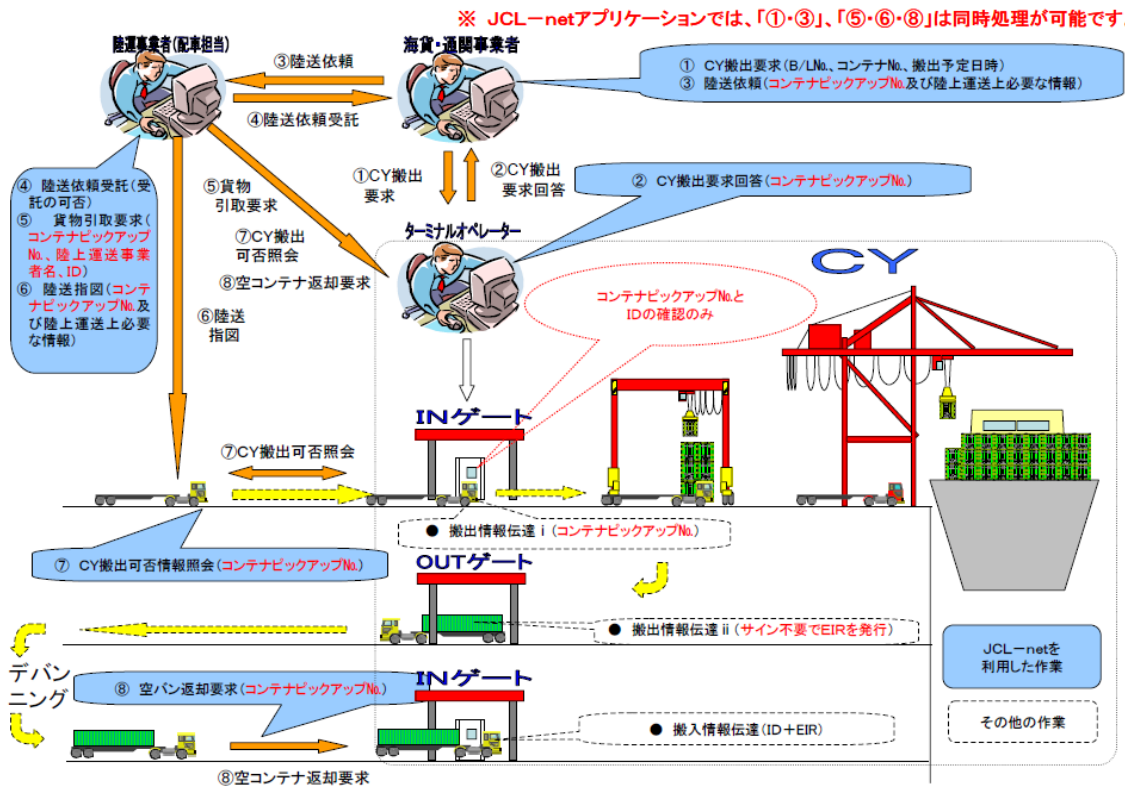 ※ JCL－netアプリケーションでは、「①・③」、「⑤・⑥・⑧」は同時処理が可能です。
陸運事業者(配車担当)
海貨・通関事業者
③陸送依頼
④陸送依頼受託
① CY搬出要求(B/LNo.、コンテナNo.、搬出予定日時)
③ 陸送依頼(コンテナピックアップNo.及び陸上運送上必要な情報)
①CY搬出
要求
②CY搬出
要求回答
② CY搬出要求回答(コンテナピックアップNo.)
④ 陸送依頼受託(受
託の可否)
⑤ 貨物引取要求(
コンテナピックアップ
No.、陸上運送事業
者名、ID)
⑥ 陸送指図(コンテ
ナピックアップNo.及
び陸上運送上必要
な情報)
⑤貨物
引取要求
⑦CY搬出
可否照会
⑧空コンテナ返却要求
⑥陸送
指図
ターミナルオペレーター
CY
コンテナピックアップNo.と
IDの確認のみ
INゲート
⑦CY搬出可否照会
● 搬出情報伝達ⅰ(コンテナピックアップNo.)
⑦ CY搬出可否情報照会(コンテナピックアップNo.)
OUTゲート
● 搬出情報伝達ⅱ(サイン不要でEIRを発行)
デバン
ニング
⑧ 空バン返却要求(コンテナピックアップNo.)
INゲート
● 搬入情報伝達(ID＋EIR)
⑧空コンテナ返却要求
JCL－netを
利用した作業
その他の作業